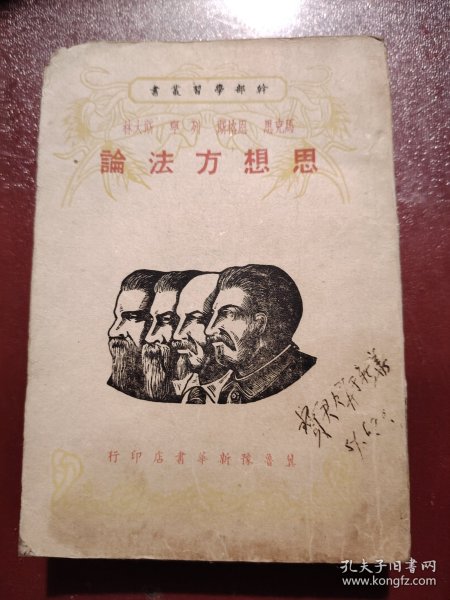 幹部學習叢書
馬克思 恩格斯 列寧 斯大林
思想方法論
冀魯豫新華書店印行
孔夫子旧书网
www.kongfz.com